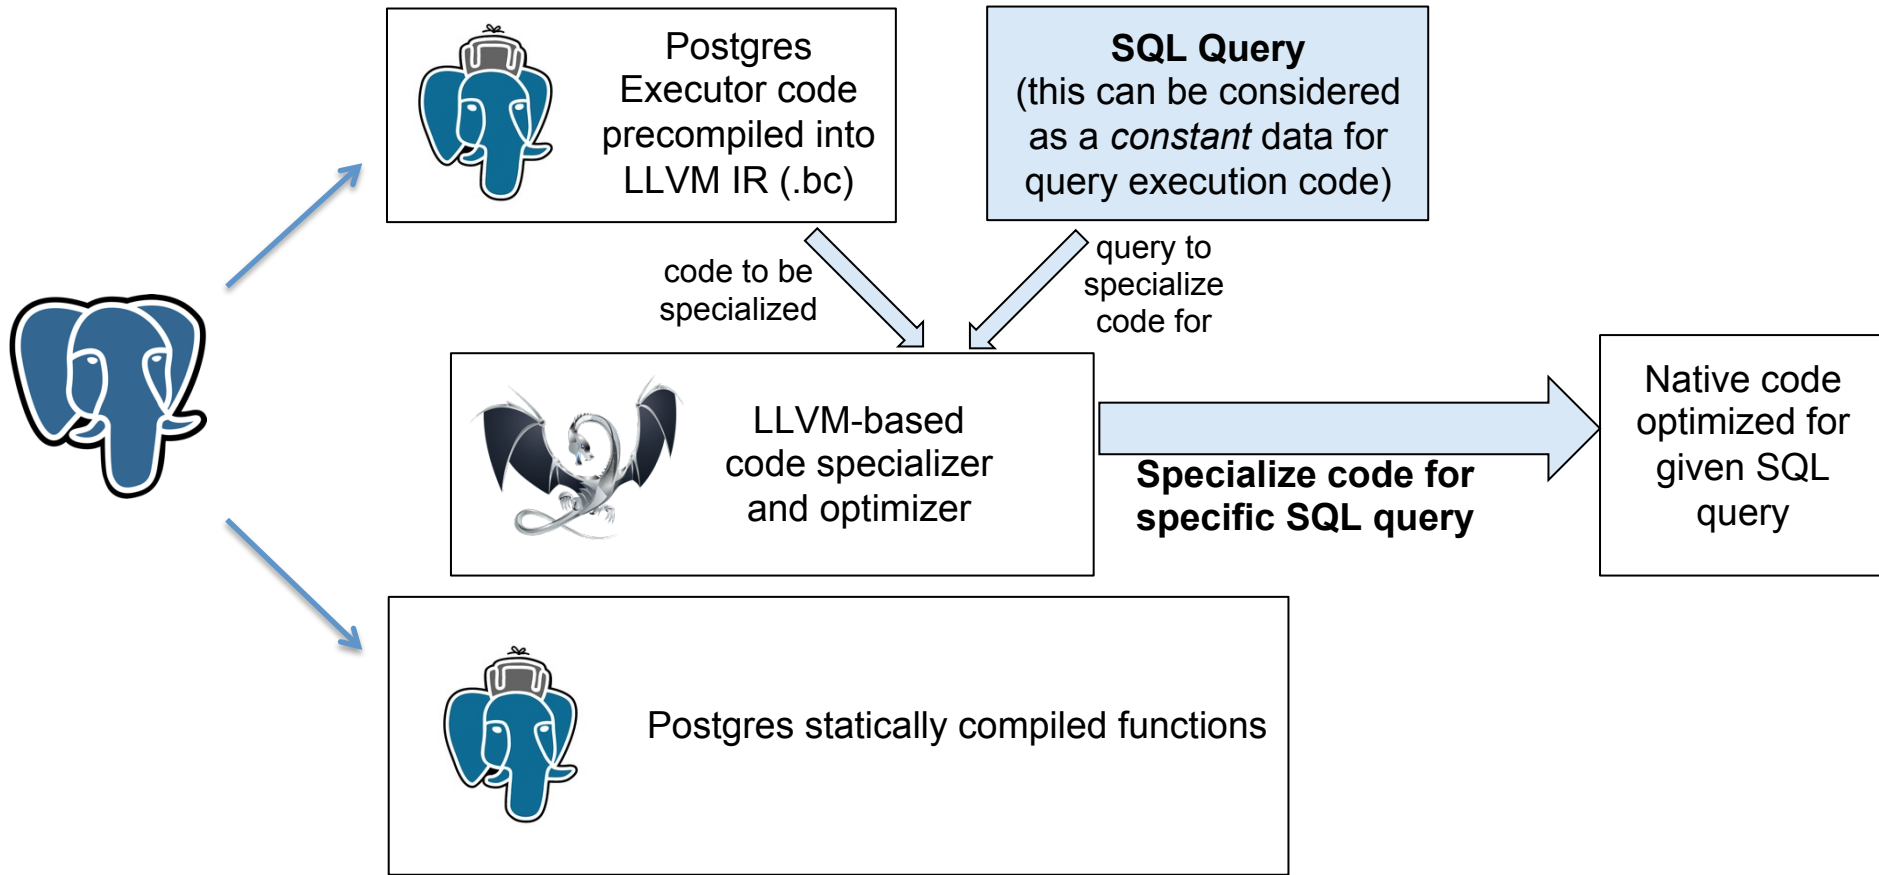 Postgres
Executor code
precompiled into
LLVM IR (.bc)
SQL Query
(this can be considered
as a constant data for
query execution code)
code to be
specialized
query to
specialize
code for
LLVM-based
code specializer
and optimizer
Specialize code for
specific SQL query
Native code
optimized for
given SQL
query
Postgres statically compiled functions